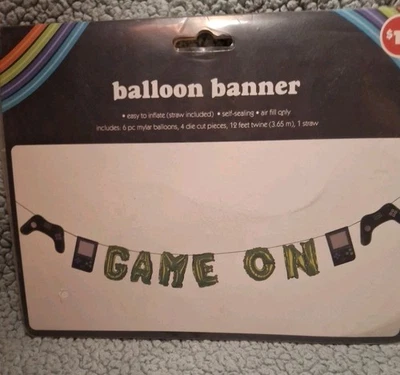 $1
balloon banner
• easy to inflate (straw included) • self-sealing • air fill only
includes: 6 pc mylar balloons, 4 die cut pieces, 12 feet twine (3.65 m), 1 straw
GAME ON